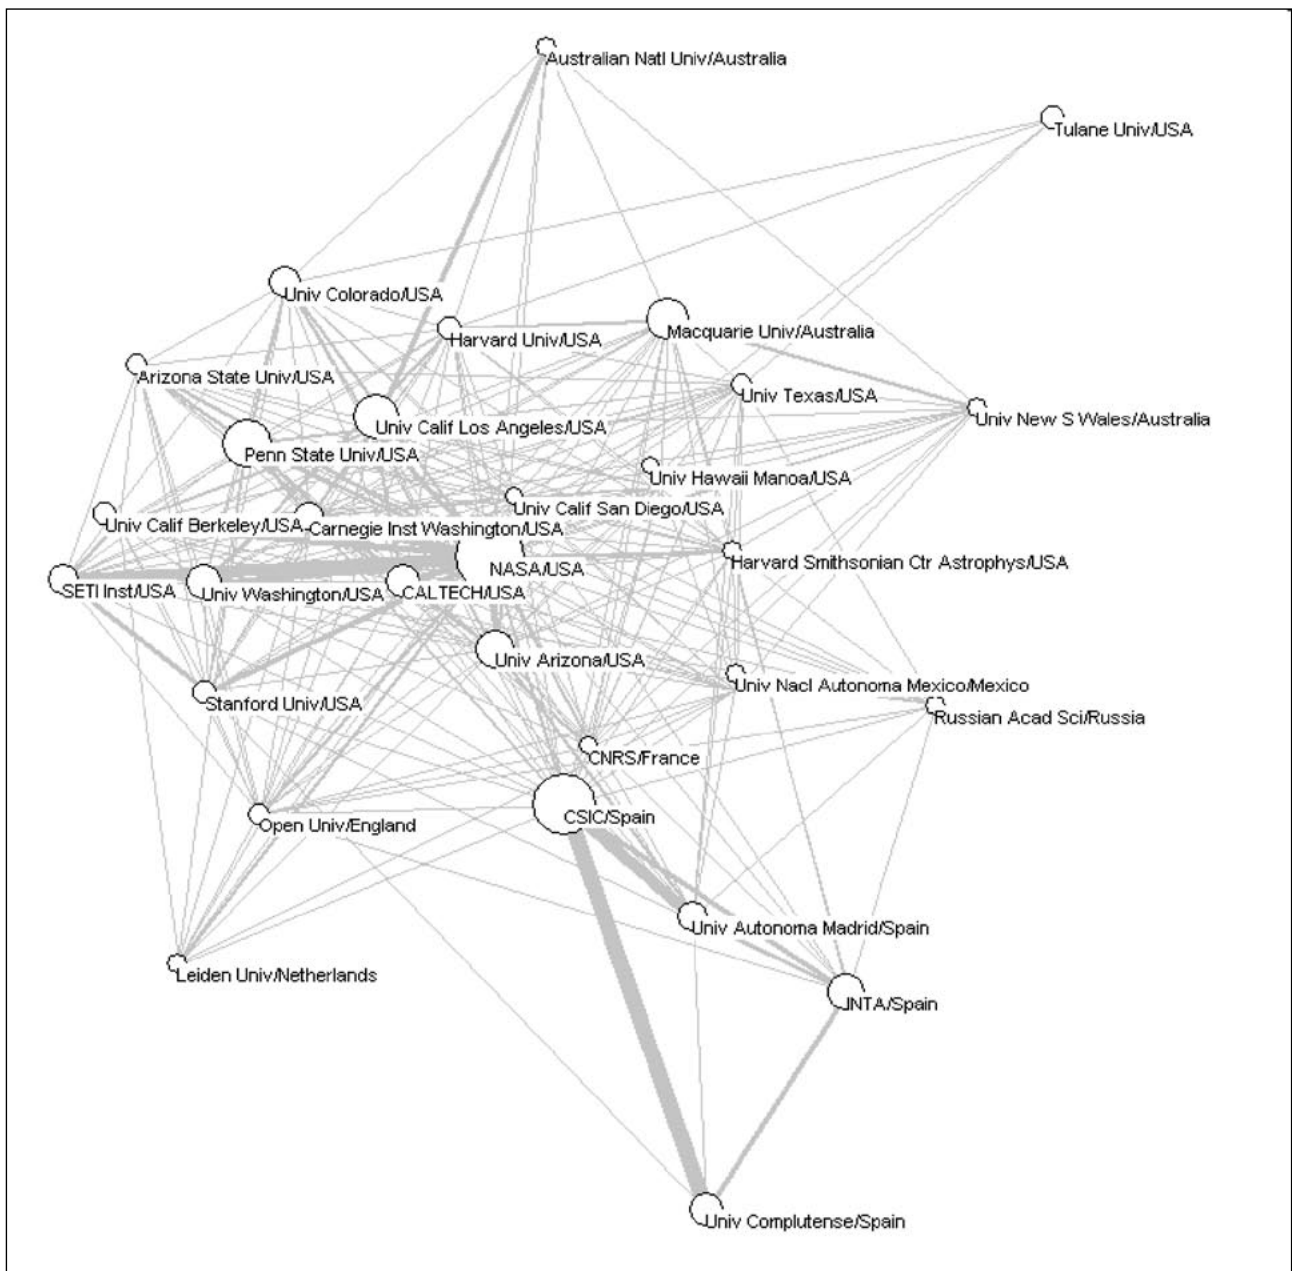 Australian Natl Univ/Australia
Tulane Univ/USA
Univ Colorado/USA
Macquarie Univ/Australia
Harvard Univ/USA
Arizona State Univ/USA
Univ Texas/USA
Univ New S Wales/Australia
Univ Calif Los Angeles/USA
Penn State Univ/USA
Univ Hawaii Manoa/USA
Univ Calif San Diego/USA
Univ Calif Berkeley/USA
Carnegie Inst Washington/USA
Harvard Smithsonian Ctr Astrophys/USA
NASA/USA
SETI Inst/USA
Univ Washington/USA
CALTECH/USA
Univ Arizona/USA
Univ Nacl Autonoma Mexico/Mexico
Stanford Univ/USA
Russian Acad Sci/Russia
CNRS/France
CSIC/Spain
Open Univ/England
Univ Autonoma Madrid/Spain
Leiden Univ/Netherlands
INTA/Spain
Univ Complutense/Spain